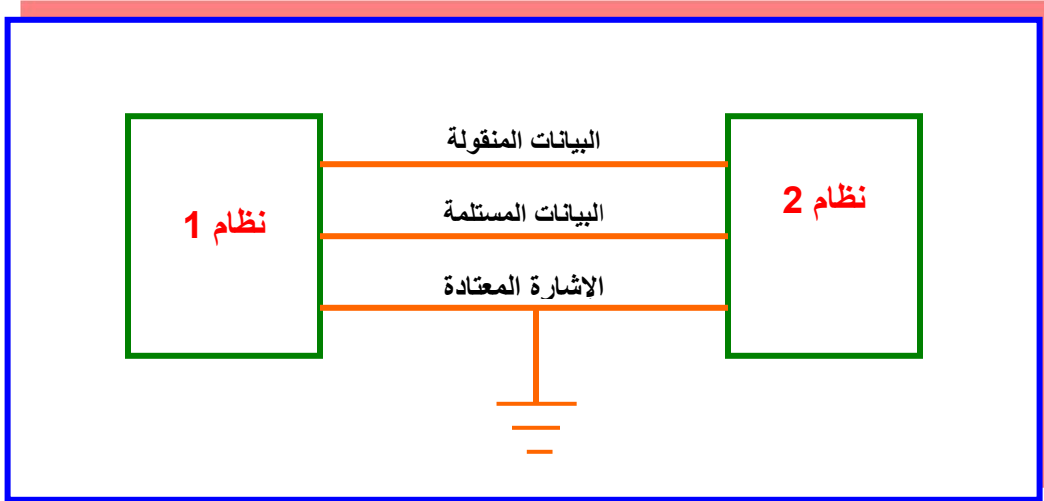 البيانات المنقولة
نظام 2
البيانات المستلمة
نظام 1
الاشارة المعتادة